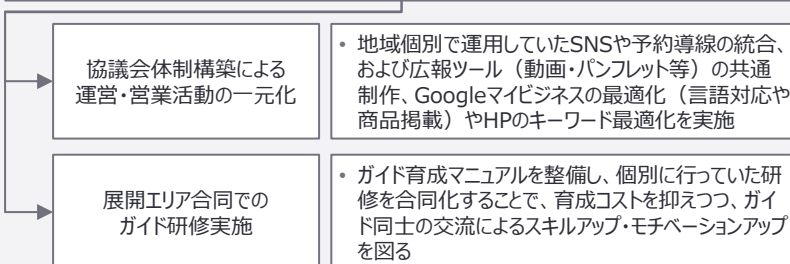 協議会体制構築による
運営・営業活動の一元化
• 地域個別で運用していたSNSや予約導線の統合、
および広報ツール（動画・パンフレット等）の共通
制作、Googleマイビジネスの最適化（言語対応や
商品掲載）やHPのキーワード最適化を実施
展開エリア合同での
ガイド研修実施
• ガイド育成マニュアルを整備し、個別に行っていた研
修を合同化することで、育成コストを抑えつつ、ガイ
ド同士の交流によるスキルアップ・モチベーションアップ
を図る